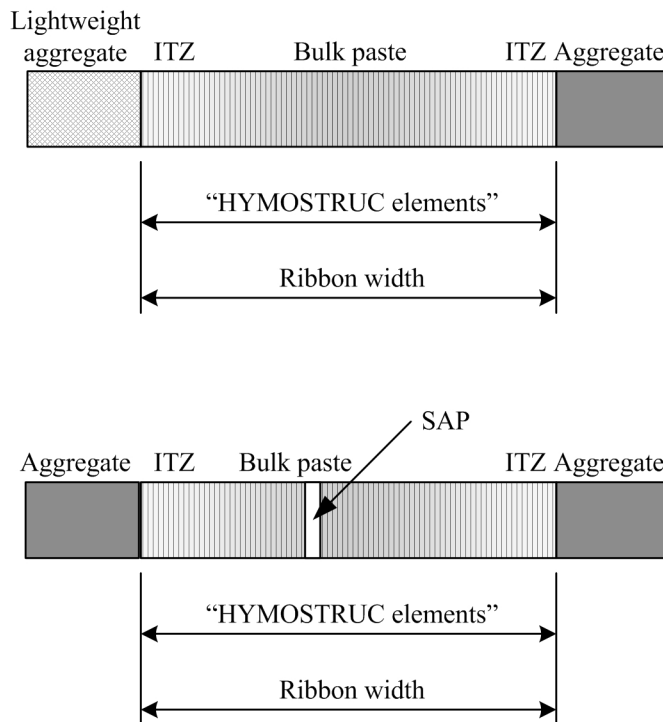 Lightweight
aggregate ITZ Bulk paste ITZ Aggregate
“HYMOSTRUC elements”
Ribbon width
SAP
Aggregate ITZ Bulk paste ITZ Aggregate
“HYMOSTRUC elements”
Ribbon width